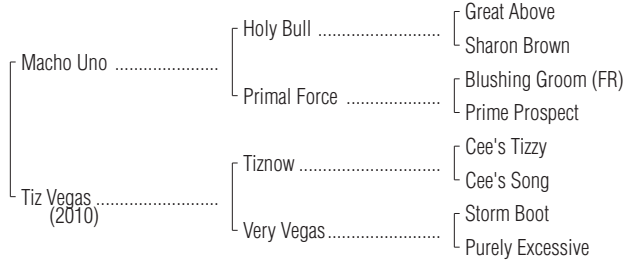 Great Above
Holy Bull ......................
Sharon Brown
Macho Uno ...................
Blushing Groom (FR)
Primal Force .................
Prime Prospect
Cee's Tizzy
Tiznow ..........................
Cee's Song
Tiz Vegas ......................
(2010)
Storm Boot
Very Vegas .....................
Purely Excessive